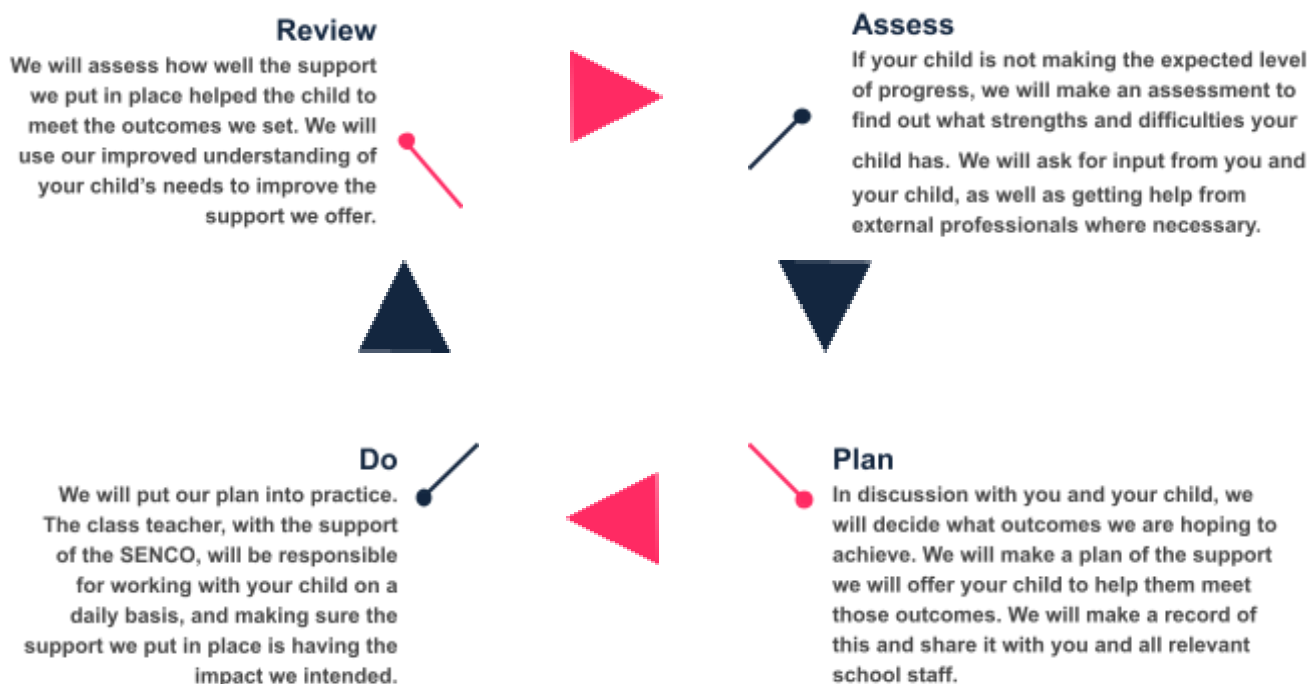 Review
We will assess how well the support
we put in place helped the child to
meet the outcomes we set. We will
use our improved understanding of
your child's needs to improve the
support we offer.
Assess
If your child is not making the expected level
of progress, we will make an assessment to
find out what strengths and difficulties your
child has. We will ask for input from you and
your child, as well as getting help from
external professionals where necessary.
Do
We will put our plan into practice.
The class teacher, with the support
of the SENCO, will be responsible
for working with your child on a
daily basis, and making sure the
support we put in place is having the
impact we intended.
Plan
In discussion with you and your child, we
will decide what outcomes we are hoping to
achieve. We will make a plan of the support
we will offer your child to help them meet
those outcomes. We will make a record of
this and share it with you and all relevant
school staff.